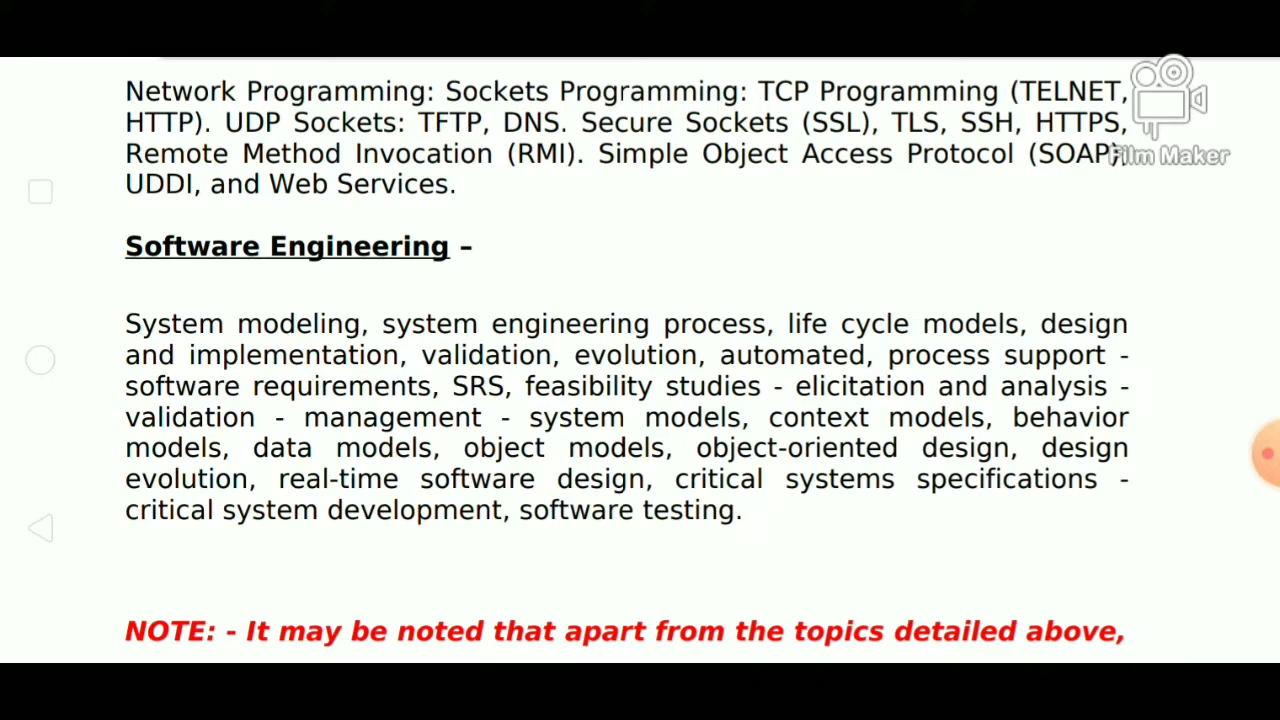 Network Programming: Sockets Programming: TCP Programming (TELNET,
HTTP). UDP Sockets: TFTP, DNS. Secure Sockets (SSL), TLS, SSH, HTTPS,
Remote Method Invocation (RMI). Simple Object Access Protocol (SOAP),
UDDI, and Web Services.
Film Maker
Software Engineering –
System modeling, system engineering process, life cycle models, design
and implementation, validation, evolution, automated, process support -
software requirements, SRS, feasibility studies - elicitation and analysis -
validation - management - system models, context models, behavior
models, data models, object models, object-oriented design, design
evolution, real-time software design, critical systems specifications -
critical system development, software testing.
NOTE: - It may be noted that apart from the topics detailed above,